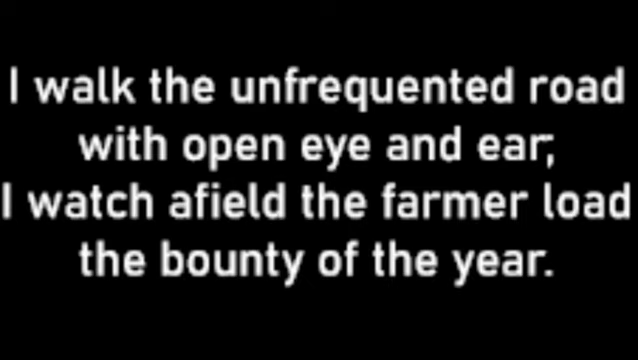 I walk the unfrequented road
with open eye and ear;
I watch afield the farmer load
the bounty of the year.